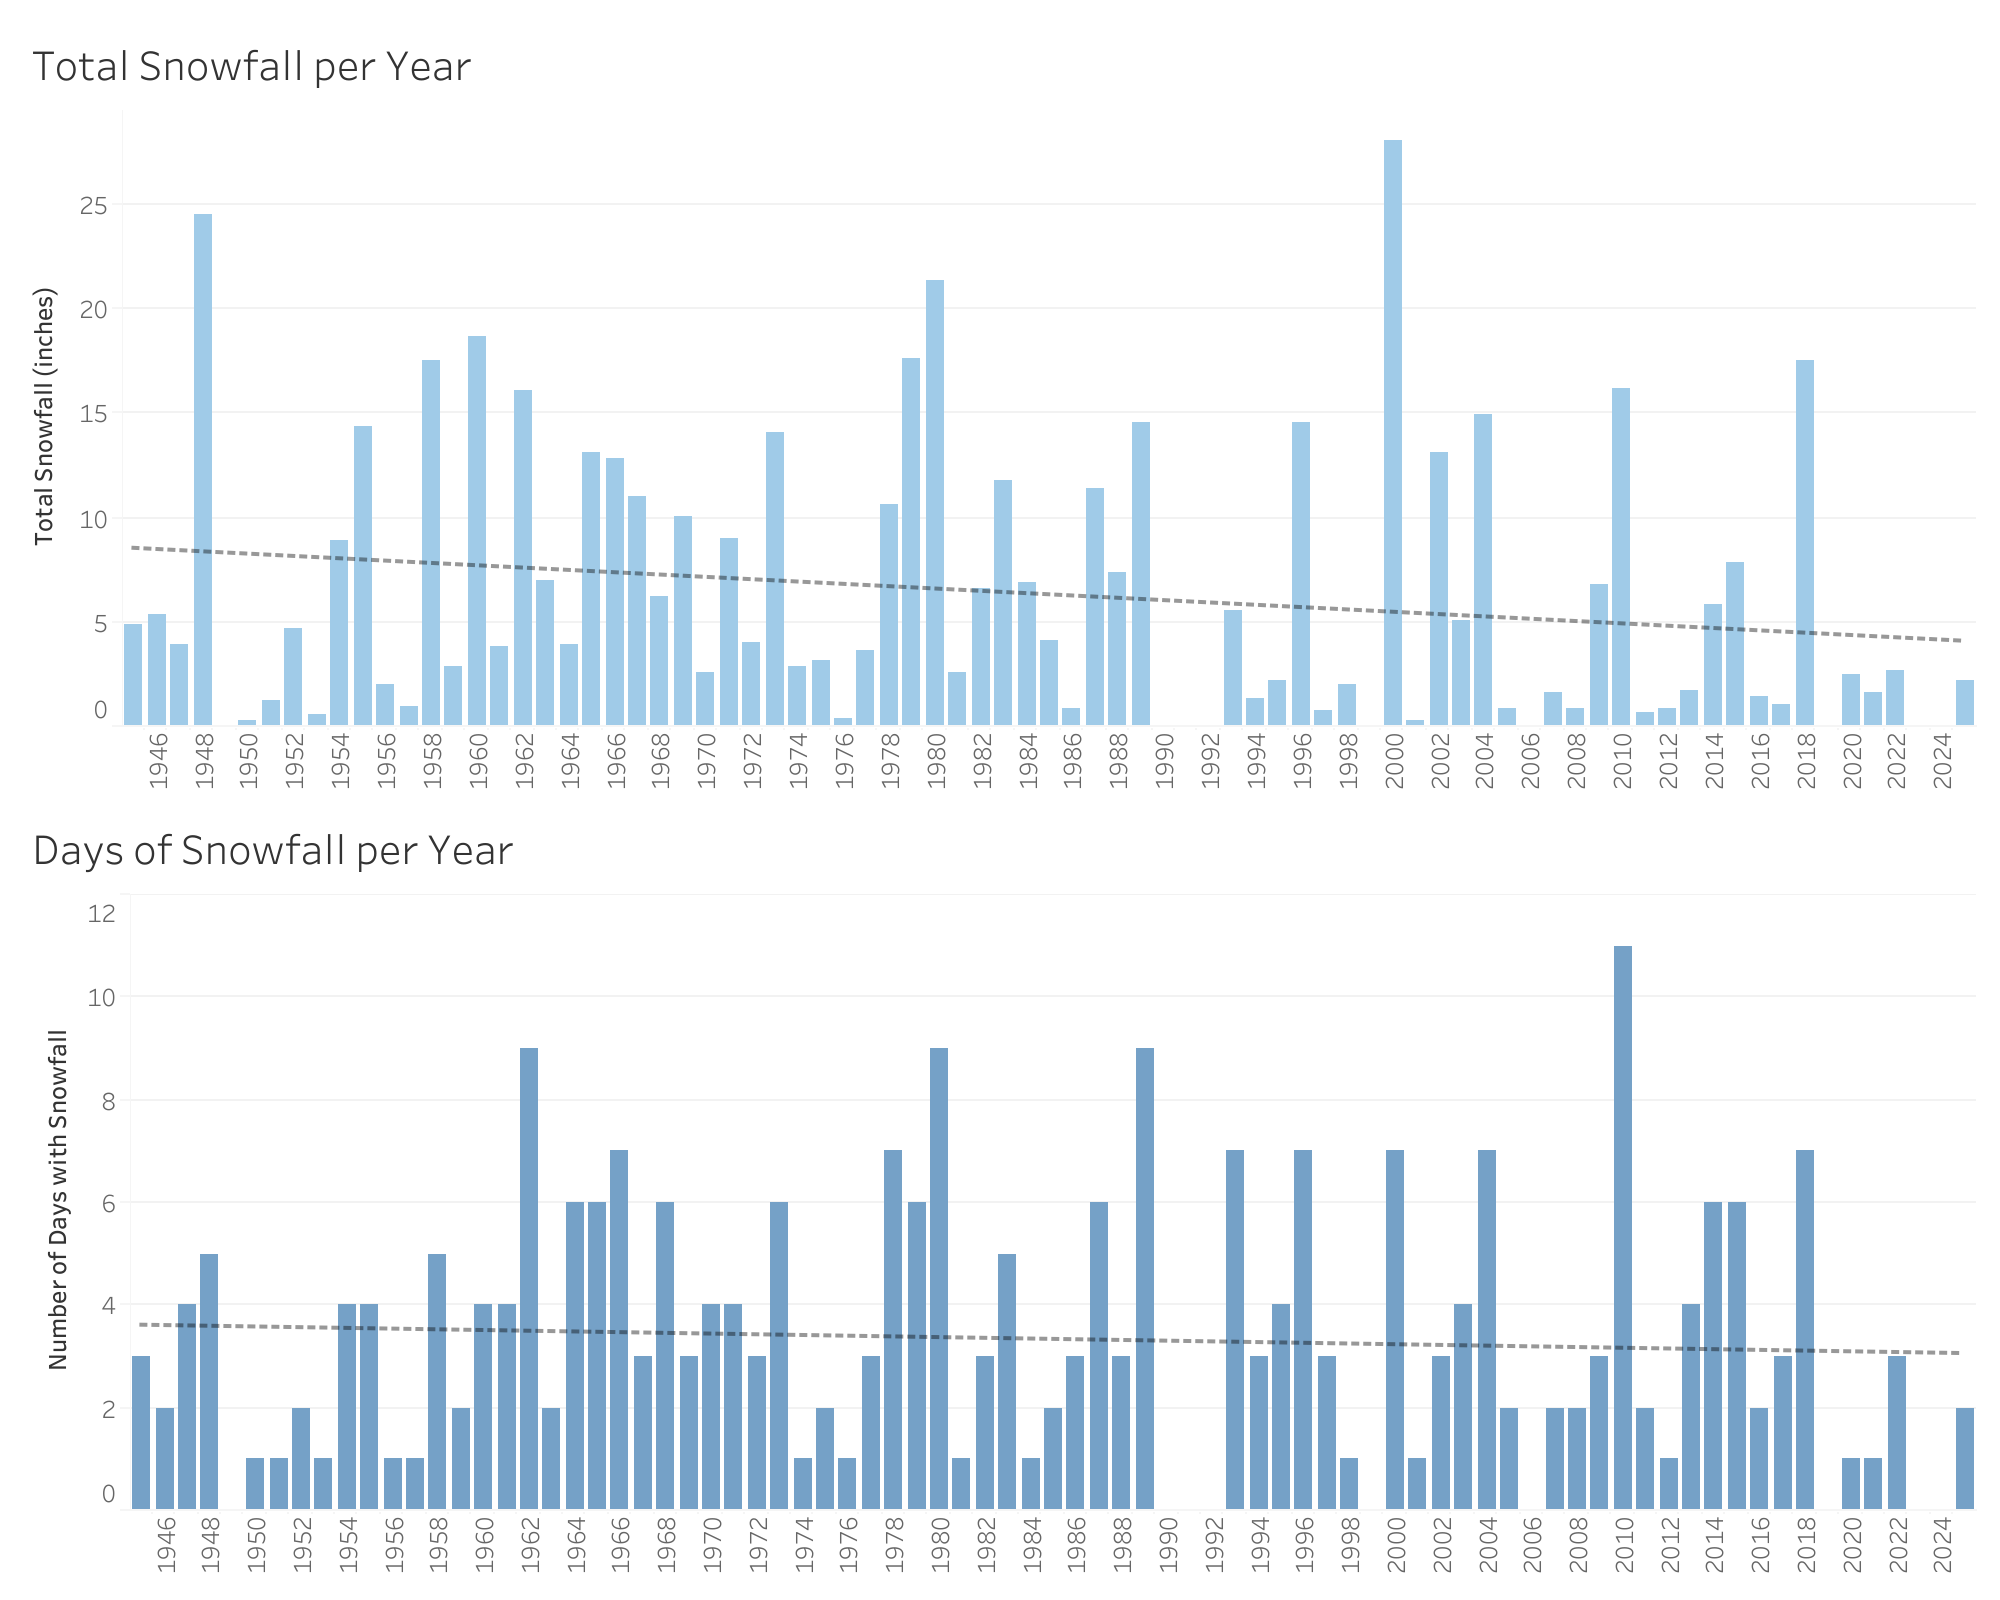 Total Snowfall per Year
Total Snowfall (inches)
25
20
15
10
5
0
1946 1948 1950 1952 1954 1956 1958 1960 1962 1964 1966 1968 1970 1972 1974 1976 1978 1980 1982 1984 1986 1988 1990 1992 1994 1996 1998 2000 2002 2004 2006 2008 2010 2012 2014 2016 2018 2020 2022 2024
Days of Snowfall per Year
Number of Days with Snowfall
12
10
8
6
4
2
0
1946 1948 1950 1952 1954 1956 1958 1960 1962 1964 1966 1968 1970 1972 1974 1976 1978 1980 1982 1984 1986 1988 1990 1992 1994 1996 1998 2000 2002 2004 2006 2008 2010 2012 2014 2016 2018 2020 2022 2024